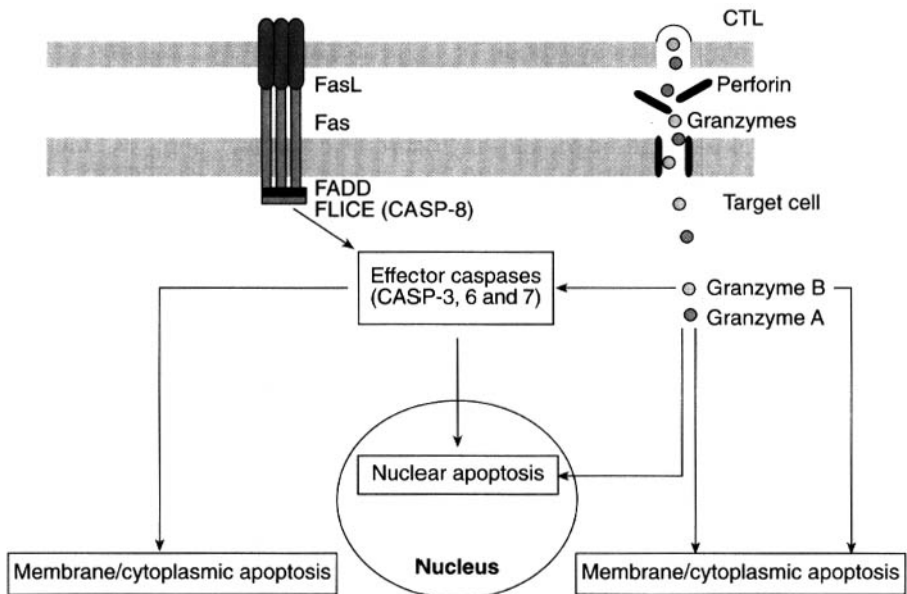 CTL
FasL
Perforin
Fas
Granzymes
FADD
FLICE (CASP-8)
Target cell
Effector caspases
(CASP-3, 6 and 7)
Granzyme B
Granzyme A
Nuclear apoptosis
Nucleus
Membrane/cytoplasmic apoptosis
Membrane/cytoplasmic apoptosis